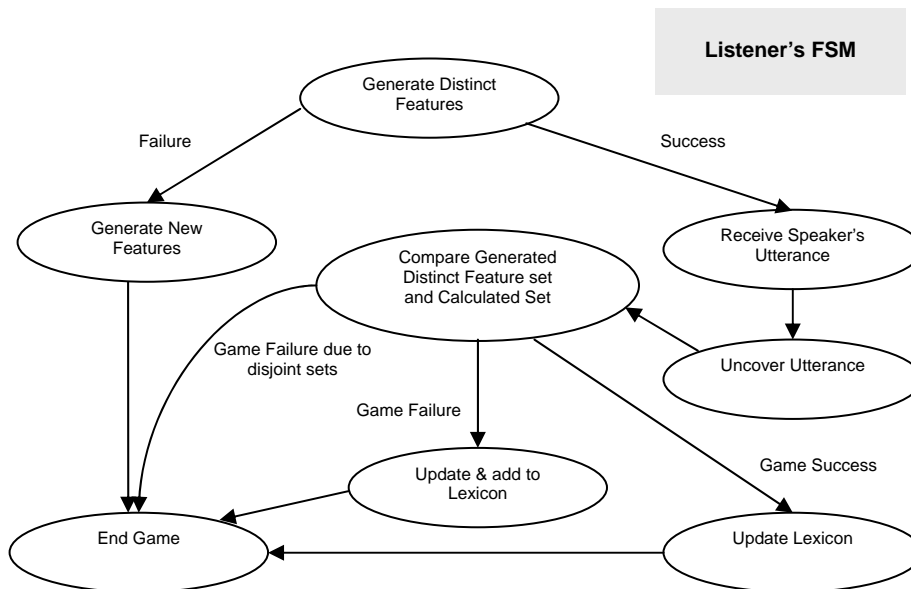 Listener's FSM
Generate Distinct
Features
Failure
Success
Generate New
Features
Receive Speaker's
Utterance
Compare Generated
Distinct Feature set
and Calculated Set
Game Failure due to
disjoint sets
Uncover Utterance
Game Failure
Game Success
Update & add to
Lexicon
End Game
Update Lexicon